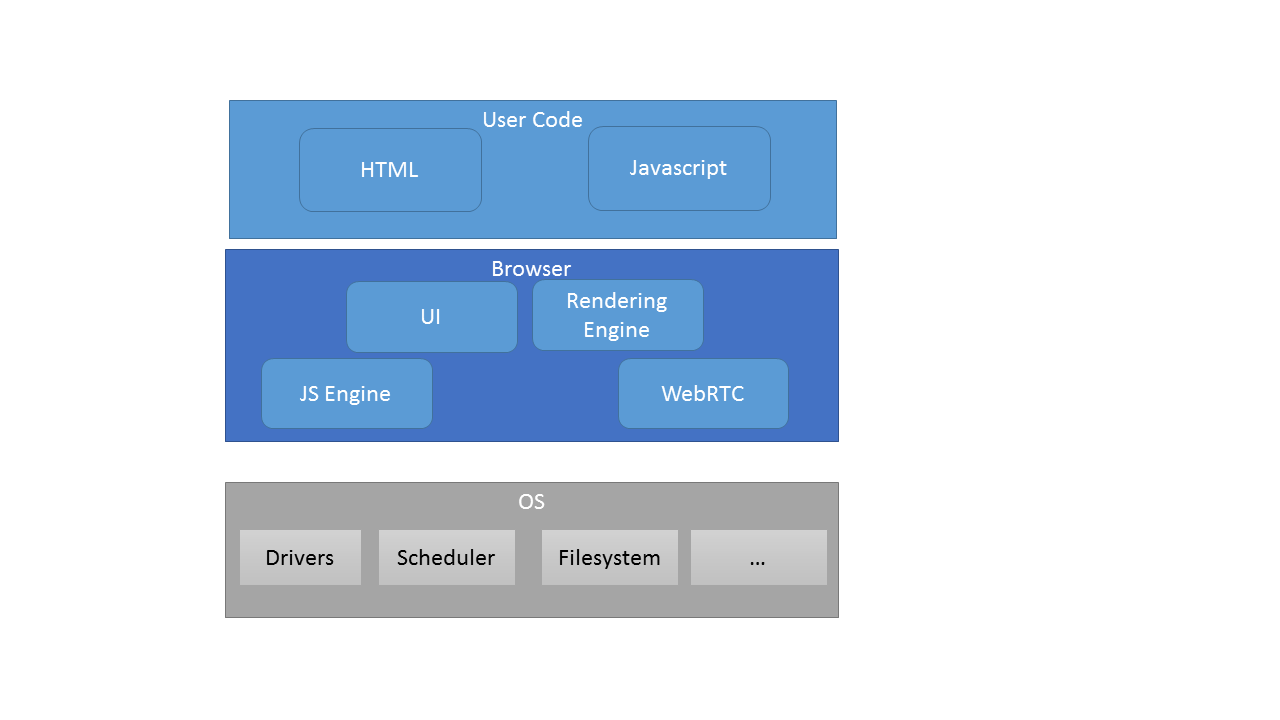 User Code
HTML
Javascript
Browser
UI
Rendering
Engine
JS Engine
WebRTC
OS
Drivers
Scheduler
Filesystem
...